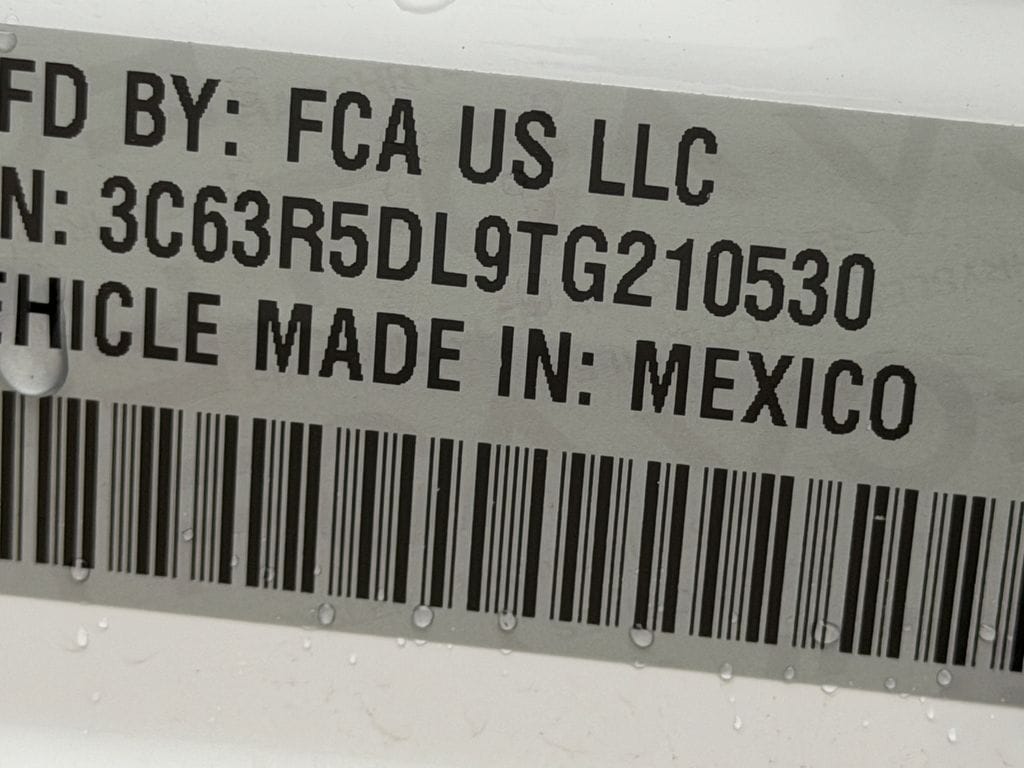 FD BY: FCA US LLC
N: 3C63R5DL9TG210530
EHICLE MADE IN: MEXICO